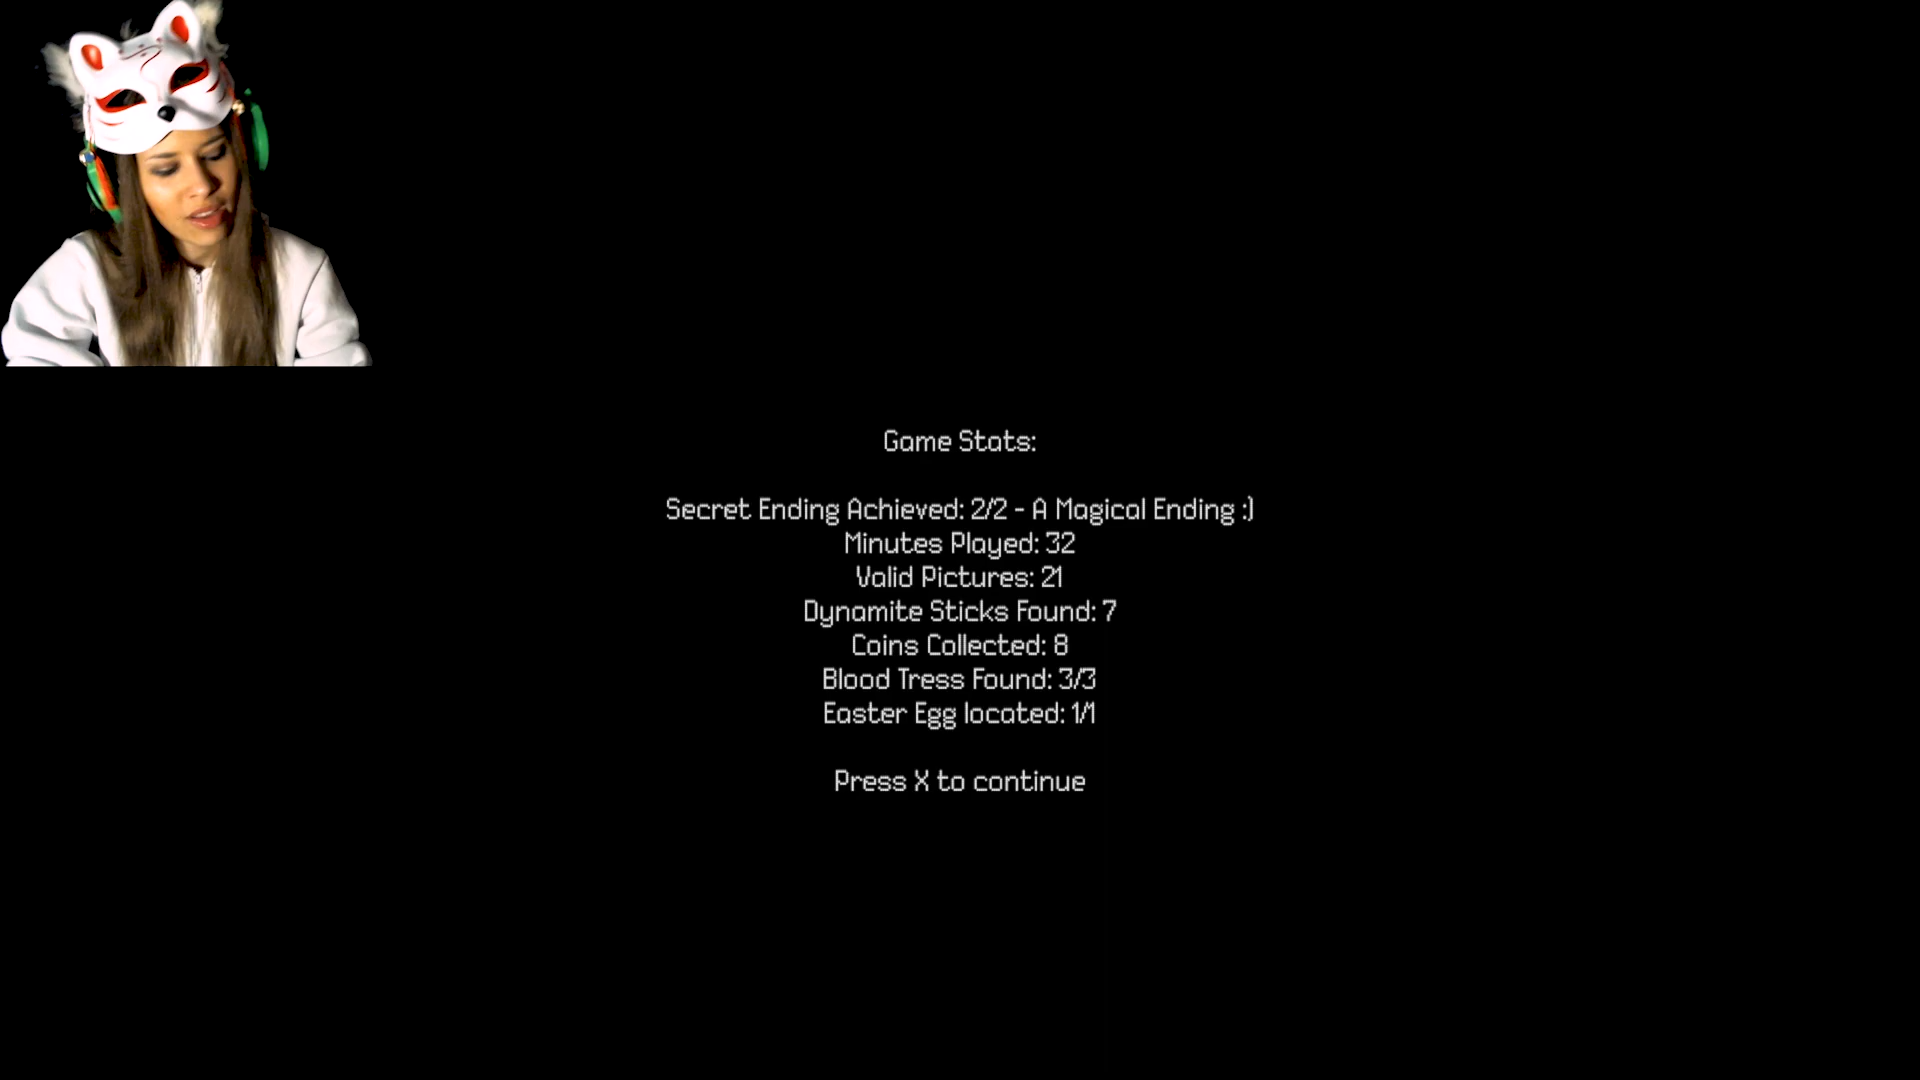 Game Stats:
Secret Ending Achieved: 2/2 - A Magical Ending :)
Minutes Played: 32
Valid Pictures: 21
Dynamite Sticks Found: 7
Coins Collected: 8
Blood Tress Found: 3/3
Easter Egg located: 1/1
Press X to continue